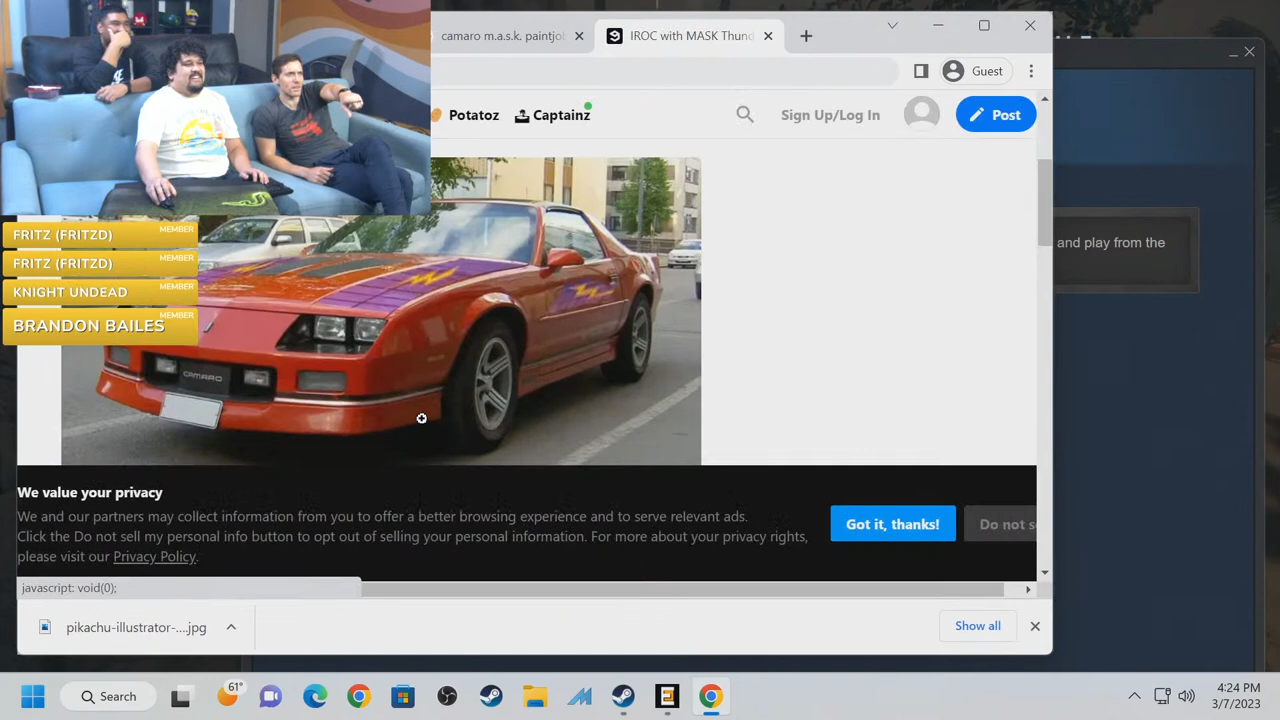 camaro m.a.s.k. paintjo
IROC with MASK Thun
Guest
Potatoz
Captainz
Sign Up/Log In
Post
and play from the
FRITZ (FRITZD)
MEMBER
FRITZ (FRITZD)
MEMBER
KNIGHT UNDEAD
MEMBER
BRANDON BAILES
MEMBER
CAMARO
We value your privacy
We and our partners may collect information from you to offer a better browsing experience and to serve relevant ads.
Click the Do not sell my personal info button to opt out of selling your personal information. For more about your privacy rights,
please visit our Privacy Policy.
Got it, thanks!
Do not s
javascript: void(0);
pikachu-illustrator-....jpg
Show all
Search
61°
4:24 PM
3/7/2023